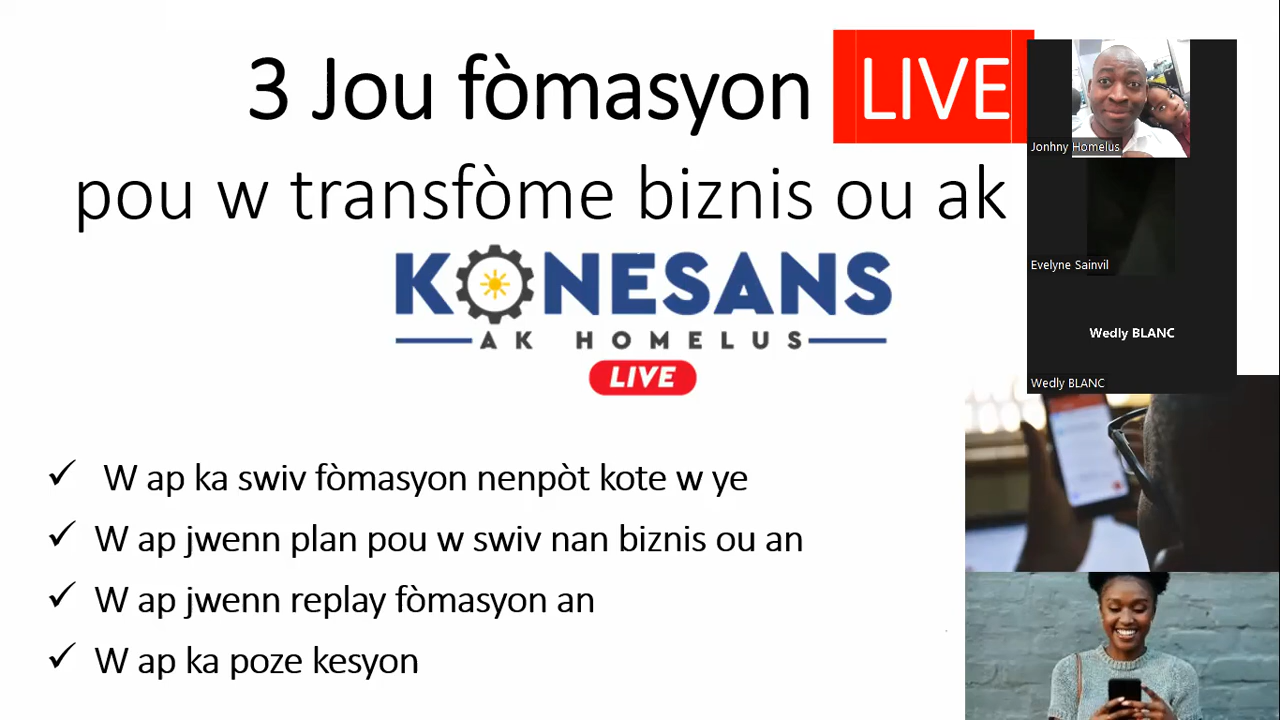 3 Jou fòmasyon LIVE
pou w transfòme biznis ou ak
KONESANS
AK HOMELUS
LIVE
✓ W ap ka swiv fòmasyon nenpòt kote w ye
✓ W ap jwenn plan pou w swiv nan biznis ou an
✓ W ap jwenn replay fòmasyon an
✓ W ap ka poze kesyon
Jonhny Homelus
Evelyne Sainvil
Wedly BLANC
Wedly BLANC